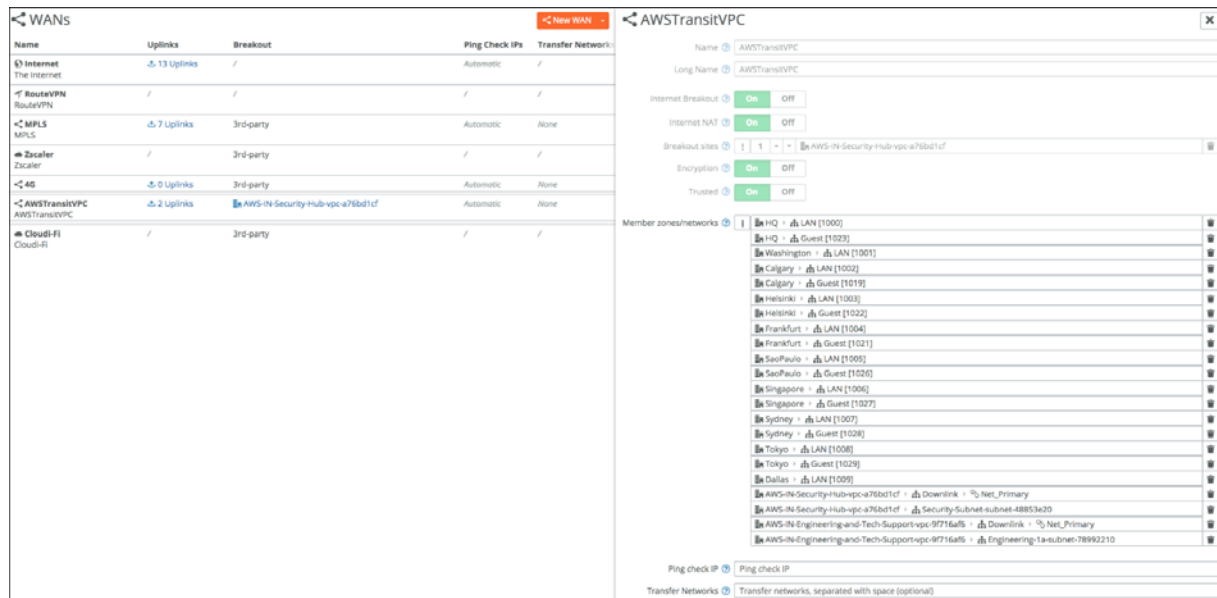 WANs
New WAN
Name Uplinks Breakout Ping Check IPs Transfer Networks
Internet 13 Uplinks / Automatic /
The Internet
RouteVPN / / / /
RouteVPN
MPLS 7 Uplinks 3rd-party Automatic None
MPLS
Zscaler / 3rd-party Automatic /
Zscaler
4G 0 Uplinks 3rd-party Automatic None
AWSTransitVPC 2 Uplinks AWS-IN-Security-Hub-vpc-a76bd1cf Automatic None
AWSTransitVPC
Cloudi-Fi / 3rd-party / /
Cloudi-Fi
AWSTransitVPC
Name AWSTransitVPC
Long Name AWSTransitVPC
Internet Breakout On Off
Internet NAT On Off
Breakout sites 1 AWS-IN-Security-Hub-vpc-a76bd1cf
Encryption On Off
Trusted On Off
Member zones/networks HQ › LAN [1000]
HQ › Guest [1023]
Washington › LAN [1001]
Calgary › LAN [1002]
Calgary › Guest [1019]
Helsinki › LAN [1003]
Helsinki › Guest [1022]
Frankfurt › LAN [1004]
Frankfurt › Guest [1021]
SaoPaulo › LAN [1005]
SaoPaulo › Guest [1026]
Singapore › LAN [1006]
Singapore › Guest [1027]
Sydney › LAN [1007]
Sydney › Guest [1028]
Tokyo › LAN [1008]
Tokyo › Guest [1029]
Dallas › LAN [1009]
AWS-IN-Security-Hub-vpc-a76bd1cf › Downlink › Net_Primary
AWS-IN-Security-Hub-vpc-a76bd1cf › Security-Subnet-subnet-48853e20
AWS-IN-Engineering-and-Tech-Support-vpc-9f716af6 › Downlink › Net_Primary
AWS-IN-Engineering-and-Tech-Support-vpc-9f716af6 › Engineering-1a-subnet-78992210
Ping check IP Ping check IP
Transfer Networks Transfer networks, separated with space (optional)